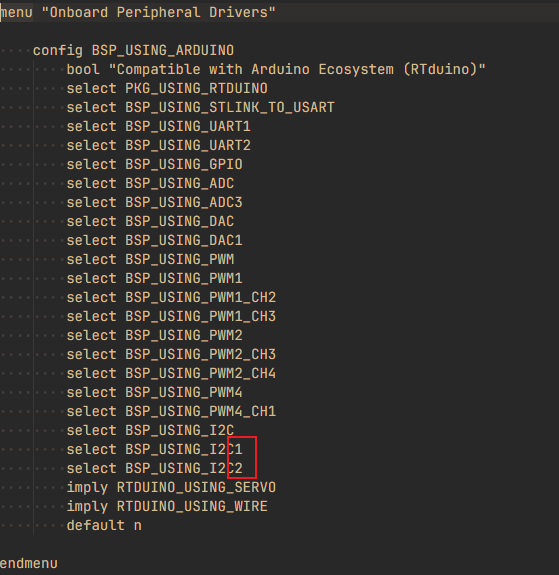 menu "Onboard Peripheral Drivers"
config BSP_USING_ARDUINO
bool "Compatible with Arduino Ecosystem (RTduino)"
select PKG_USING_RTDUINO
select BSP_USING_STLINK_TO_USART
select BSP_USING_UART1
select BSP_USING_UART2
select BSP_USING_GPIO
select BSP_USING_ADC
select BSP_USING_ADC3
select BSP_USING_DAC
select BSP_USING_DAC1
select BSP_USING_PWM
select BSP_USING_PWM1
select BSP_USING_PWM1_CH2
select BSP_USING_PWM1_CH3
select BSP_USING_PWM2
select BSP_USING_PWM2_CH3
select BSP_USING_PWM2_CH4
select BSP_USING_PWM4
select BSP_USING_PWM4_CH1
select BSP_USING_I2C
select BSP_USING_I2C1
select BSP_USING_I2C2
imply RTDUINO_USING_SERVO
imply RTDUINO_USING_WIRE
default n
endmenu